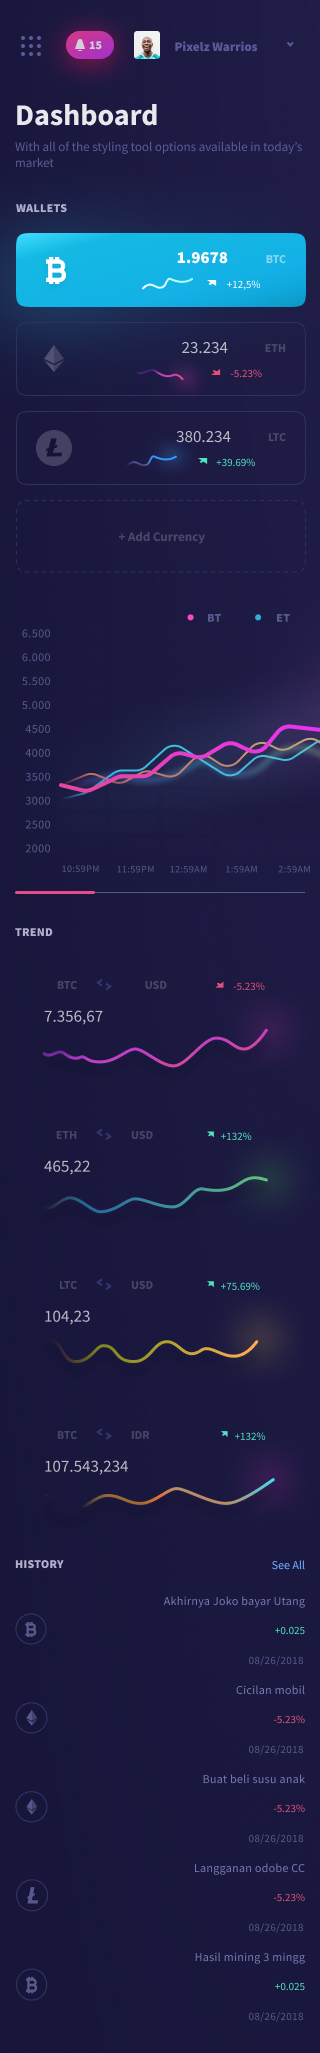 15
Pixelz Warrios
Dashboard
With all of the styling tool options available in today's
market
WALLETS
1.9678 BTC
+12,5%
23.234 ETH
-5.23%
380.234 LTC
+39.69%
+ Add Currency
BT ET
6.500
6.000
5.500
5.000
4500
4000
3500
3000
2500
2000
10:59PM 11:59PM 12:59AM 1:59AM 2:59AM
TREND
BTC USD -5.23%
7.356,67
ETH USD +132%
465,22
LTC USD +75.69%
104,23
BTC IDR +132%
107.543,234
HISTORY See All
Akhirnya Joko bayar Utang
+0.025
08/26/2018
Cicilan mobil
-5.23%
08/26/2018
Buat beli susu anak
-5.23%
08/26/2018
Langganan odobe CC
-5.23%
08/26/2018
Hasil mining 3 mingg
+0.025
08/26/2018